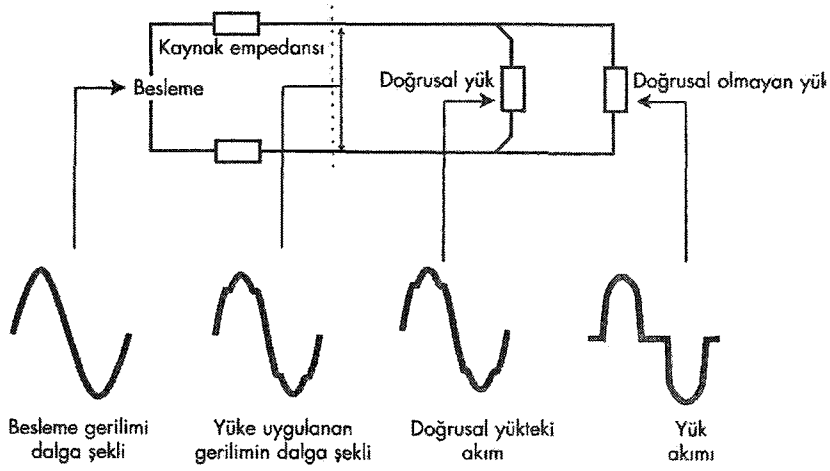 Kaynak empedansı
Besleme
Doğrusal yük
Doğrusal olmayan yük
Besleme gerilimi
dalga şekli
Yüke uygulanan
gerilimin dalga şekli
Doğrusal yükteki
akım
Yük
akımı